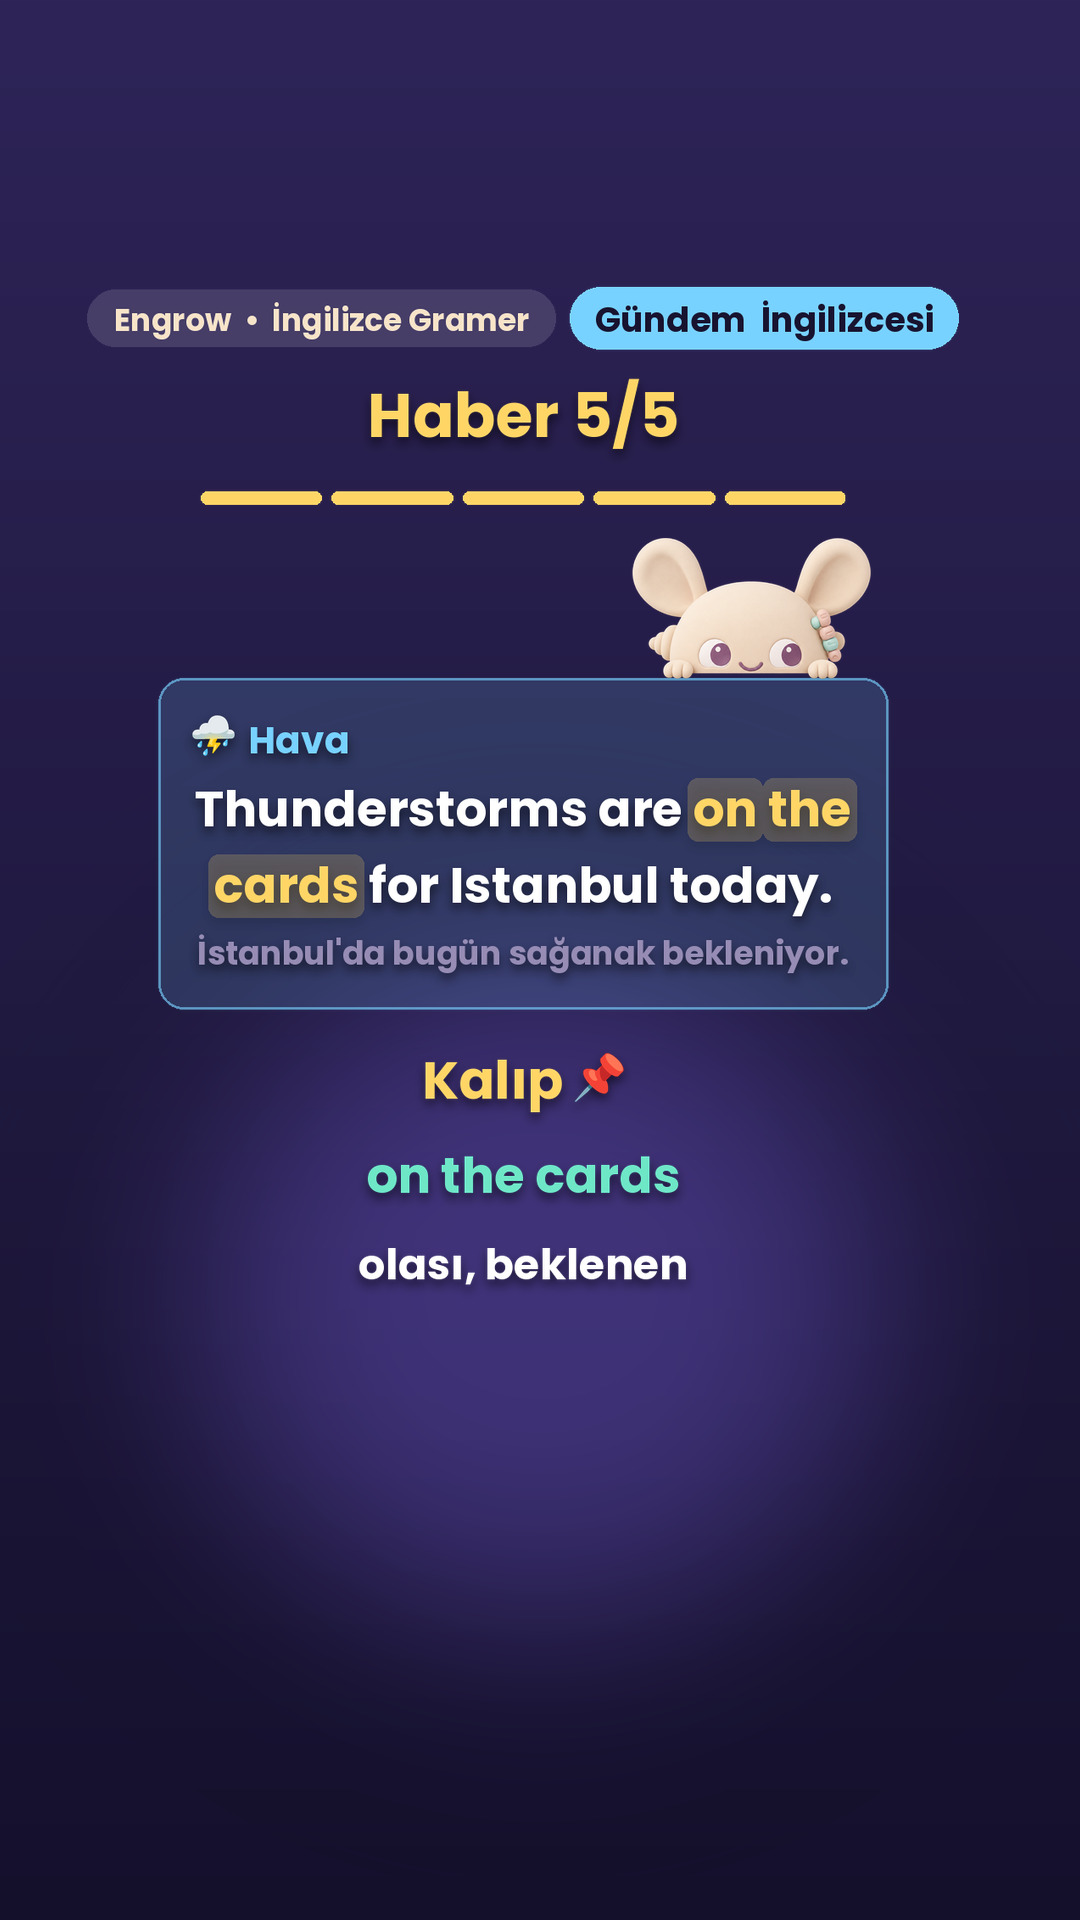 Engrow • İngilizce Gramer
Gündem İngilizcesi
Haber 5/5
Hava
Thunderstorms are on the
cards for Istanbul today.
İstanbul'da bugün sağanak bekleniyor.
Kalıp
on the cards
olası, beklenen